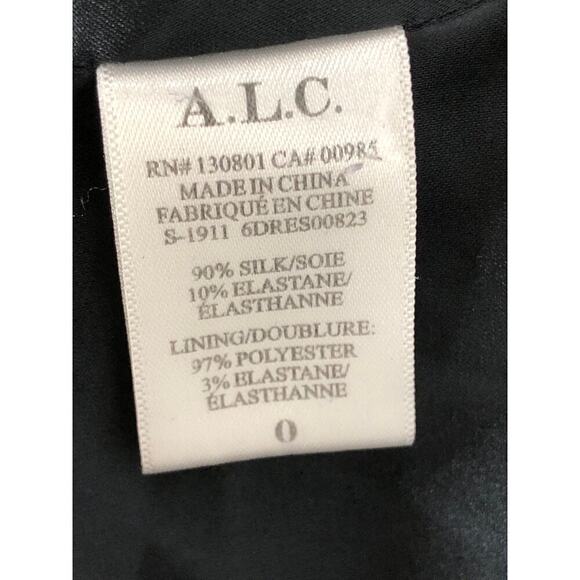 A.L.C.
RN# 130801 CA# 00985
MADE IN CHINA
FABRIQUÉ EN CHINE
S-1911 6DRES00823
90% SILK/SOIE
10% ELASTANE/
ÉLASTHANNE
LINING/DOUBLURE:
97% POLYESTER
3% ELASTANE/
ÉLASTHANNE
0